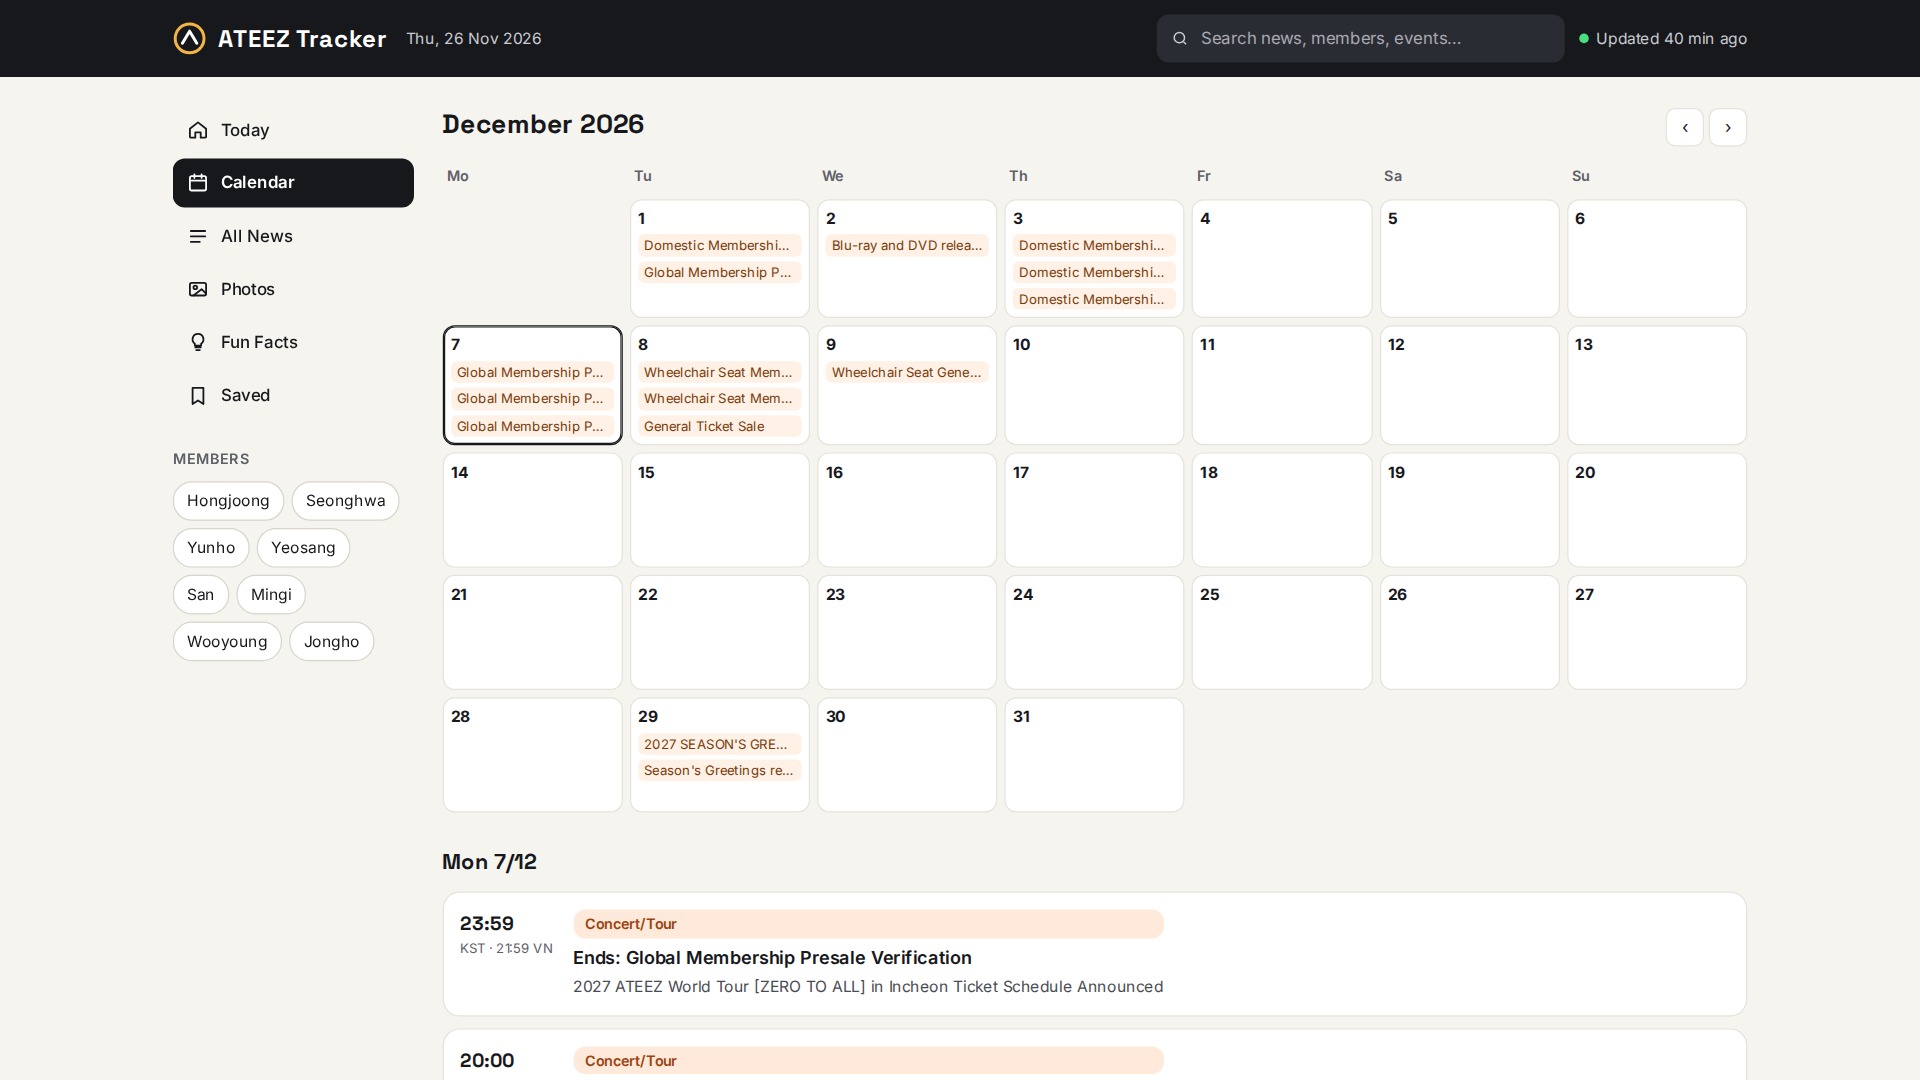 ATEEZ Tracker
Thu, 26 Nov 2026
Search news, members, events...
Updated 40 min ago
Today
Calendar
All News
Photos
Fun Facts
Saved
MEMBERS
Hongjoong
Seonghwa
Yunho
Yeosang
San
Mingi
Wooyoung
Jongho
December 2026
‹
›
Mo
Tu
We
Th
Fr
Sa
Su
1
Domestic Membershi...
Global Membership P...
2
Blu-ray and DVD relea...
3
Domestic Membershi...
Domestic Membershi...
Domestic Membershi...
4
5
6
7
Global Membership P...
Global Membership P...
Global Membership P...
8
Wheelchair Seat Mem...
Wheelchair Seat Mem...
General Ticket Sale
9
Wheelchair Seat Gene...
10
11
12
13
14
15
16
17
18
19
20
21
22
23
24
25
26
27
28
29
2027 SEASON'S GRE...
Season's Greetings re...
30
31
Mon 7/12
23:59
KST · 21:59 VN
Concert/Tour
Ends: Global Membership Presale Verification
2027 ATEEZ World Tour [ZERO TO ALL] in Incheon Ticket Schedule Announced
20:00
Concert/Tour